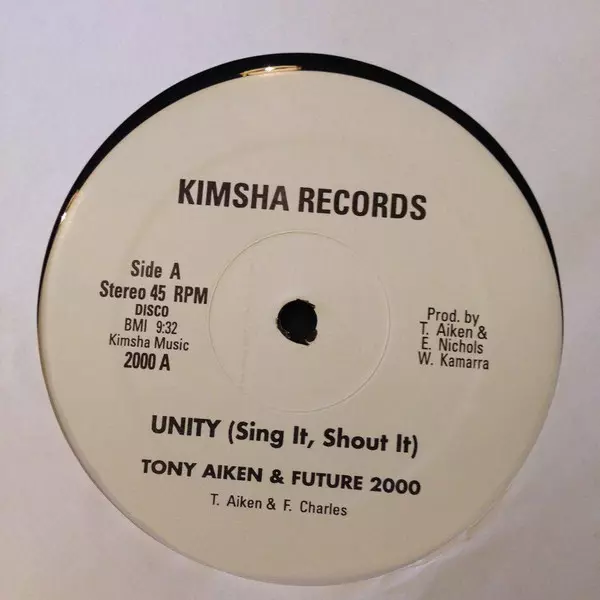 KIMSHA RECORDS
Side A
Stereo 45 RPM
DISCO
BMI 9:32
Kimsha Music
2000 A
Prod. by
T. Aiken &
E. Nichols
W. Kamarra
UNITY (Sing It, Shout It)
TONY AIKEN & FUTURE 2000
T. Aiken & F. Charles